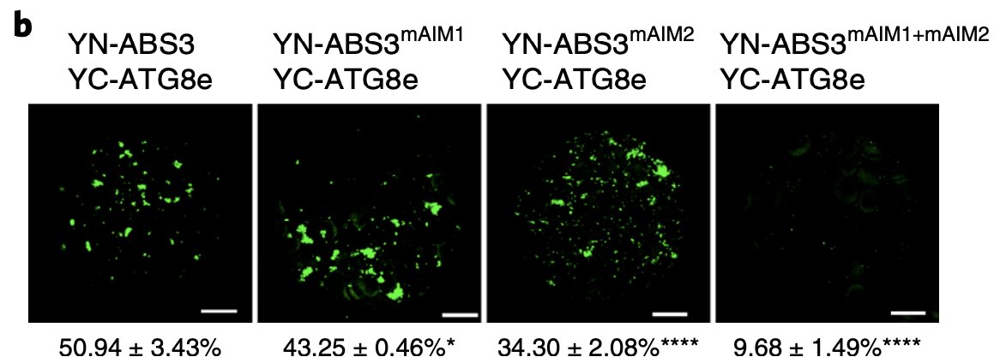 b
YN-ABS3
YC-ATG8e
YN-ABS3mAIM1
YC-ATG8e
YN-ABS3mAIM2
YC-ATG8e
YN-ABS3mAIM1+mAIM2
YC-ATG8e
50.94 ± 3.43%
43.25 ± 0.46%*
34.30 ± 2.08%****
9.68 ± 1.49%****